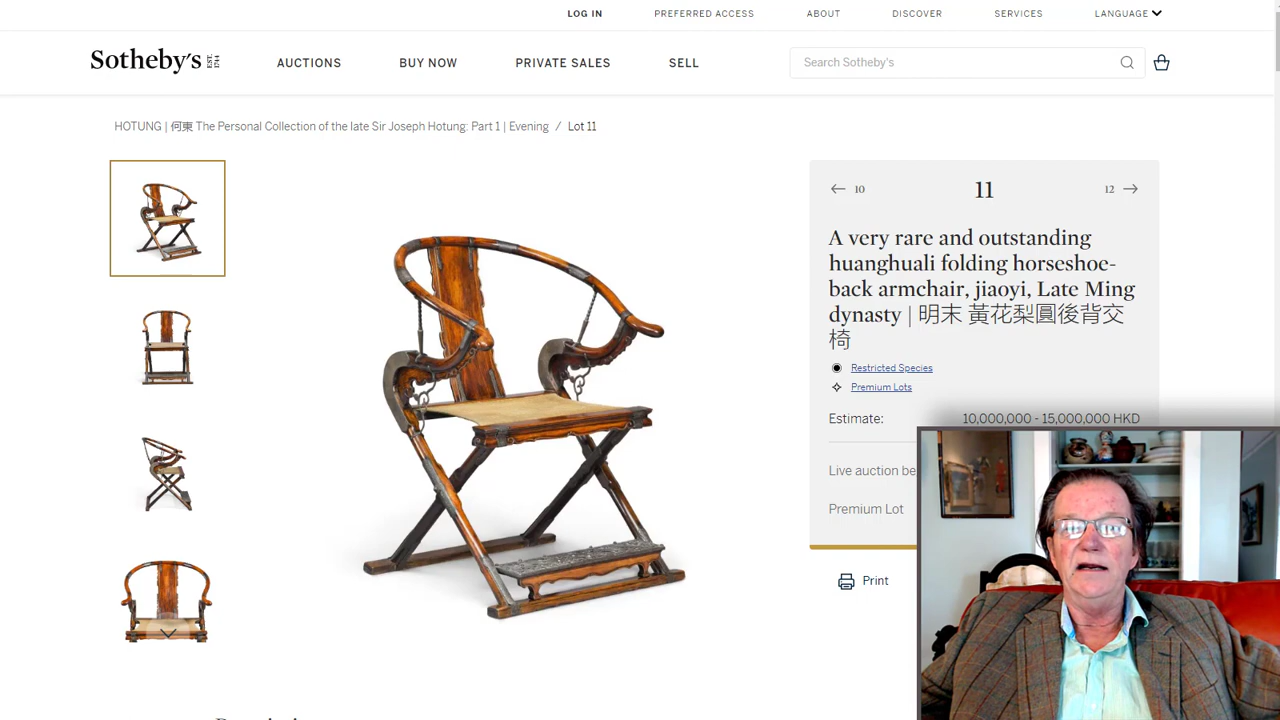 LOG IN
PREFERRED ACCESS
ABOUT
DISCOVER
SERVICES
LANGUAGE
Sotheby's EST. 1744
AUCTIONS
BUY NOW
PRIVATE SALES
SELL
Search Sotheby's
HOTUNG | 何東 The Personal Collection of the late Sir Joseph Hotung: Part 1 | Evening / Lot 11
10
11
12
A very rare and outstanding
huanghuali folding horseshoe-
back armchair, jiaoyi, Late Ming
dynasty | 明末 黃花梨圓後背交
椅
Restricted Species
Premium Lots
Estimate: 10,000,000 - 15,000,000 HKD
Live auction be
Premium Lot
Print